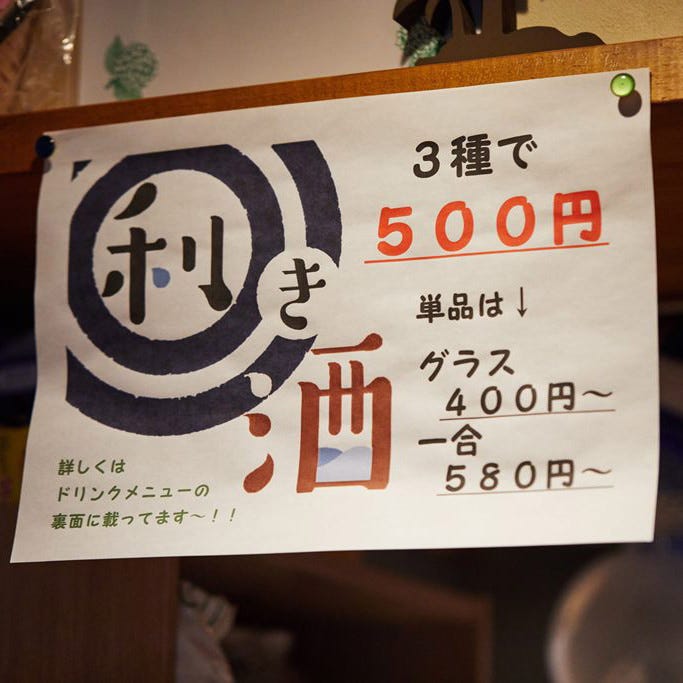 利き酒
３種で
５００円
単品は↓
グラス
４００円～
一合
５８０円～
詳しくは
ドリンクメニューの
裏面に載ってます～！！